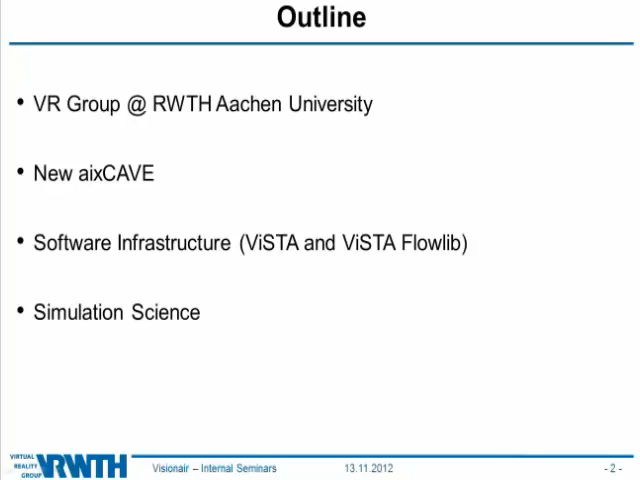 Outline
• VR Group @ RWTH Aachen University
• New aixCAVE
• Software Infrastructure (ViSTA and ViSTA Flowlib)
• Simulation Science
VIRTUAL
REALITY
GROUP
VRWTH
Visionair – Internal Seminars 13.11.2012 - 2 -